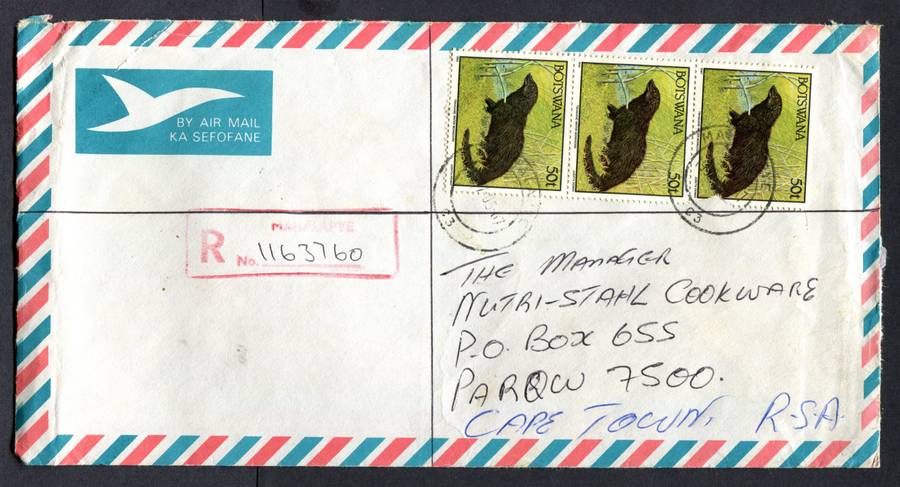 BY AIR MAIL
KA SEFOFANE
BOTSWANA
50t
BOTSWANA
50t
BOTSWANA
50t
R
No. 1163760
THE MANAGER
NUTRI-STAHL COOKWARE
P.O. BOX 655
PAROW 7500.
CAPE TOWN, R.S.A.